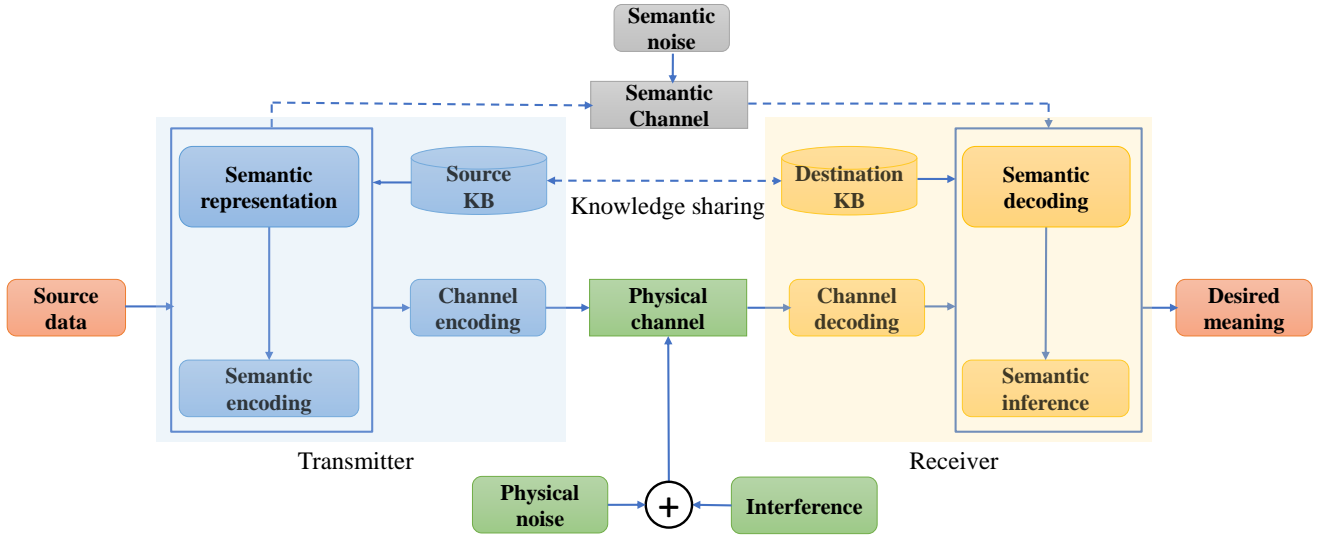 Semantic
noise
Semantic
Channel
Semantic
representation
Source
KB
Knowledge sharing
Destination
KB
Semantic
decoding
Source
data
Channel
encoding
Physical
channel
Channel
decoding
Desired
meaning
Semantic
encoding
Semantic
inference
Transmitter
Receiver
Physical
noise
+
Interference